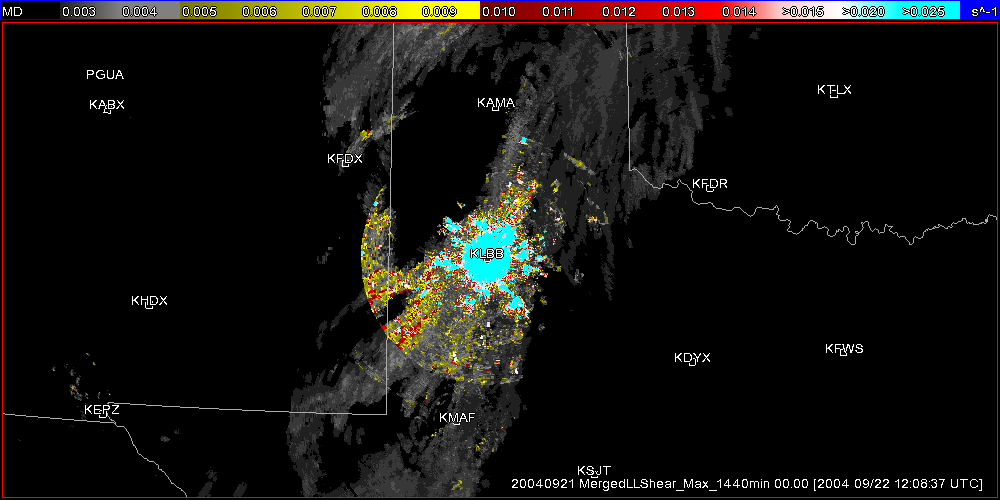 MD 0.003 0.004 0.005 0.006 0.007 0.008 0.009 0.010 0.011 0.012 0.013 0.014 >0.015 >0.020 >0.025 s^-1
PGUA
KABX
KAMA
KTLX
KFDX
KFDR
KLBB
KHDX
KDYX
KFWS
KEPZ
KMAF
KSJT
20040921 MergedLLShear_Max_1440min 00.00 [2004 09/22 12:08:37 UTC]